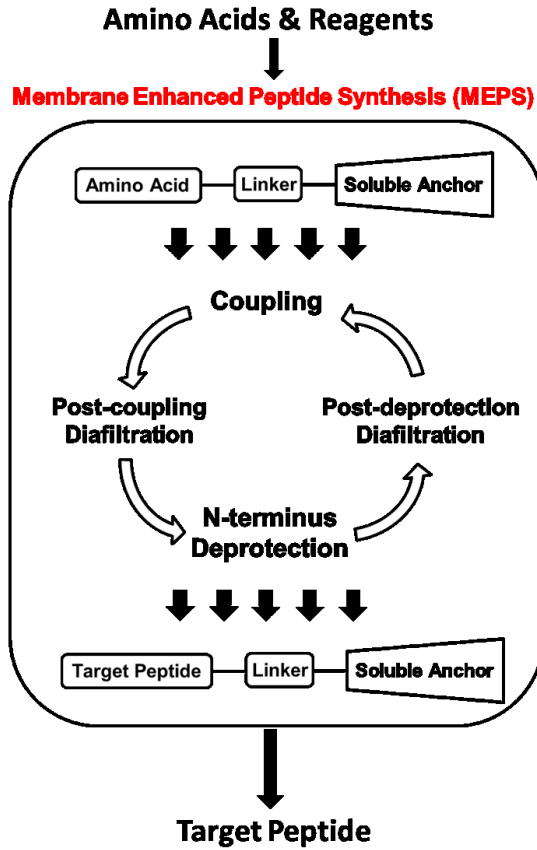 Amino Acids & Reagents
Membrane Enhanced Peptide Synthesis (MEPS)
Amino Acid
Linker
Soluble Anchor
Coupling
Post-coupling
Diafiltration
Post-deprotection
Diafiltration
N-terminus
Deprotection
Target Peptide
Linker
Soluble Anchor
Target Peptide